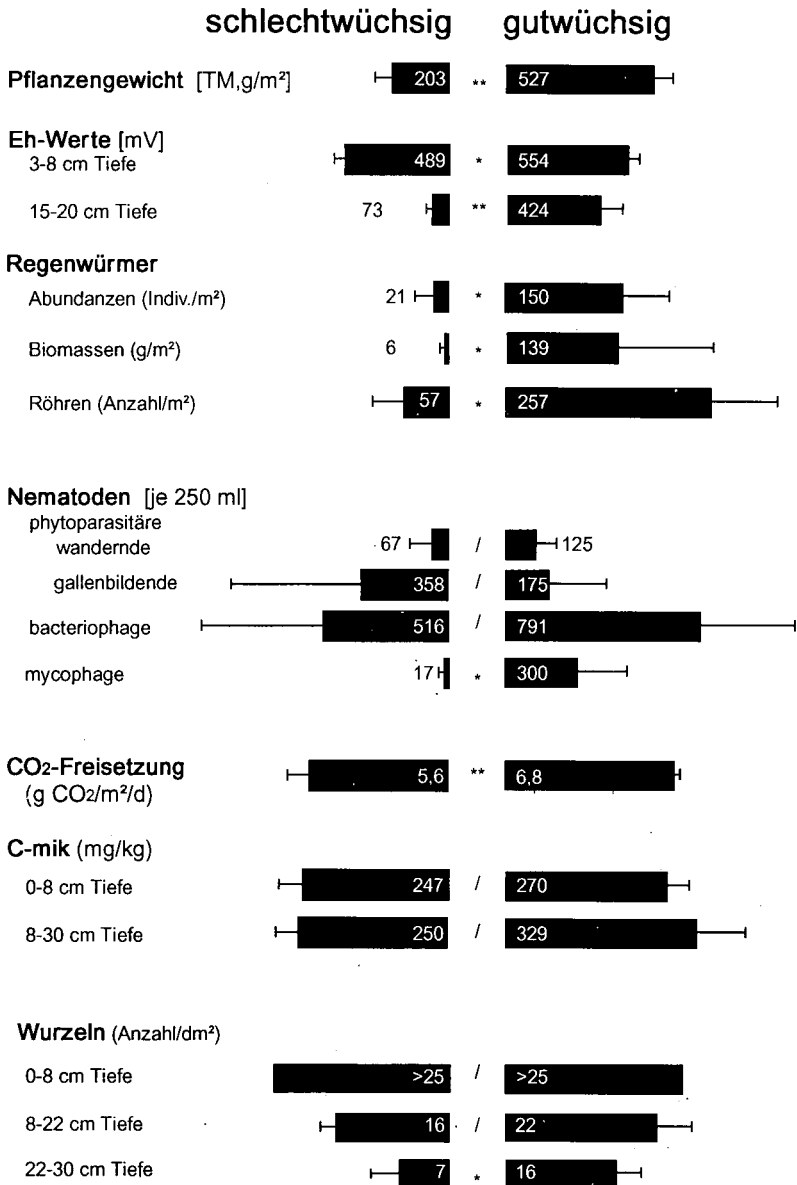 schlechtwüchsig gutwüchsig
Pflanzengewicht [TM,g/m²] 203 ** 527
Eh-Werte [mV]
3-8 cm Tiefe 489 * 554
15-20 cm Tiefe 73 ** 424
Regenwürmer
Abundanzen (Indiv./m²) 21 * 150
Biomassen (g/m²) 6 * 139
Röhren (Anzahl/m²) 57 * 257
Nematoden [je 250 ml]
phytoparasitäre
wandernde 67 / 125
gallenbildende 358 / 175
bacteriophage 516 / 791
mycophage 17 * 300
CO2-Freisetzung 5,6 ** 6,8
(g CO2/m²/d)
C-mik (mg/kg)
0-8 cm Tiefe 247 / 270
8-30 cm Tiefe 250 / 329
Wurzeln (Anzahl/dm²)
0-8 cm Tiefe >25 / >25
8-22 cm Tiefe 16 / 22
22-30 cm Tiefe 7 * 16